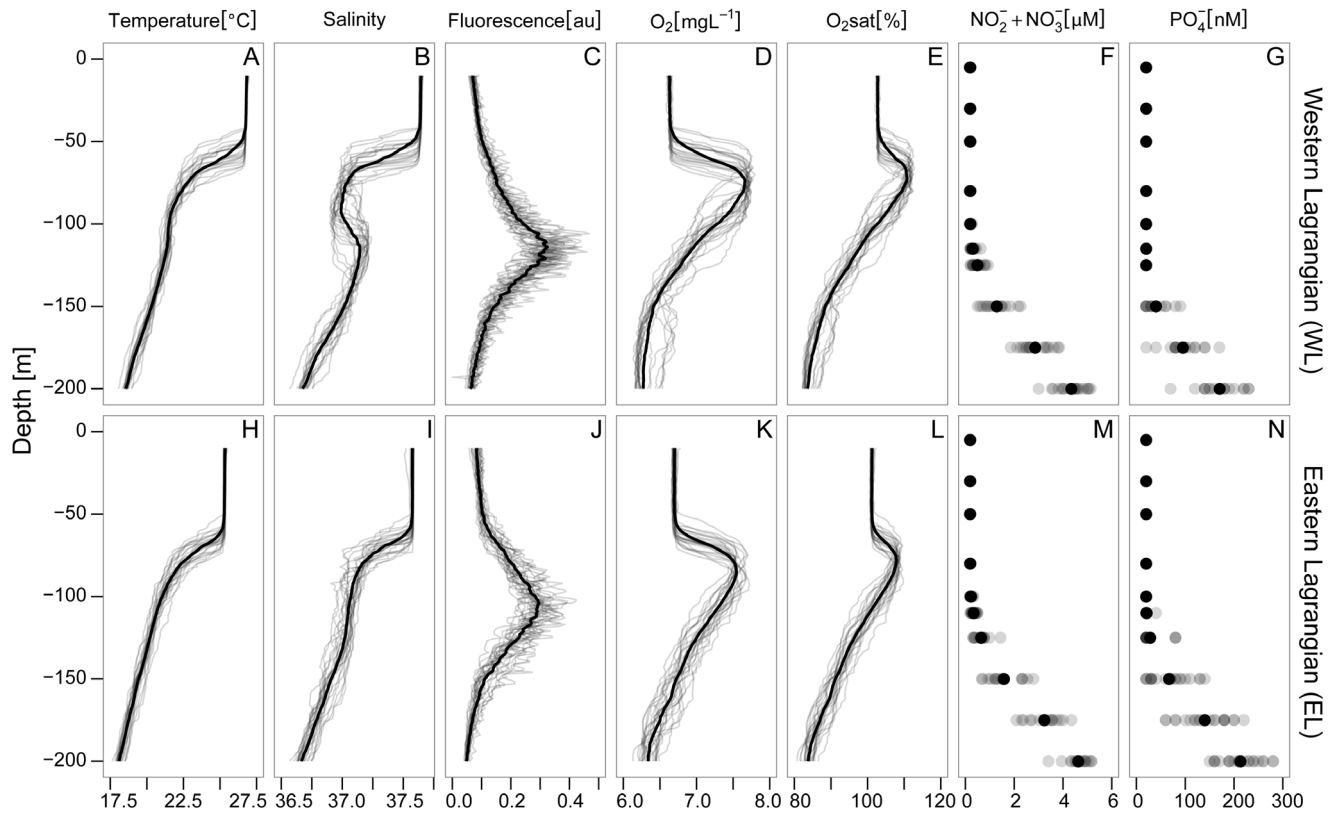 Temperature[°C] Salinity Fluorescence[au] O₂[mgL⁻¹] O₂sat[%] NO₂⁻+NO₃⁻[µM] PO₄⁻[nM]
A B C D E F G
0
−50
−100
−150
−200
Western Lagrangian (WL)
Depth [m]
H I J K L M N
0
−50
−100
−150
−200
Eastern Lagrangian (EL)
17.5 22.5 27.5 36.5 37.0 37.5 0.0 0.2 0.4 6.0 7.0 8.0 80 100 120 0 2 4 6 0 100 200 300